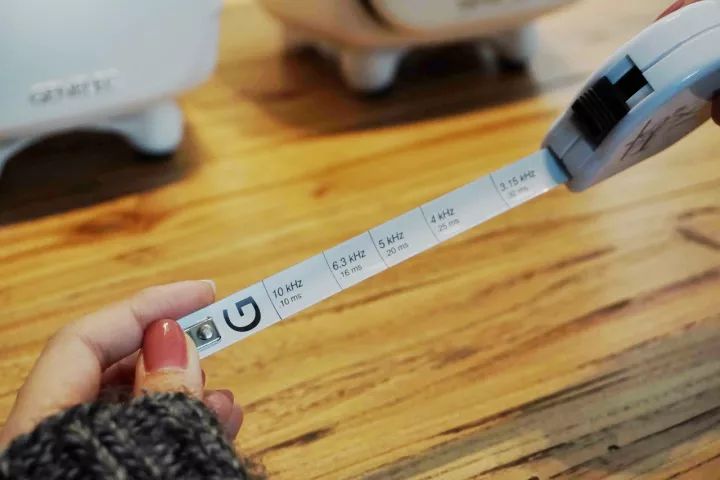 GENELEC
G
10 kHz
10 ms
6.3 kHz
16 ms
5 kHz
20 ms
4 kHz
25 ms
3.15 kHz
32 ms